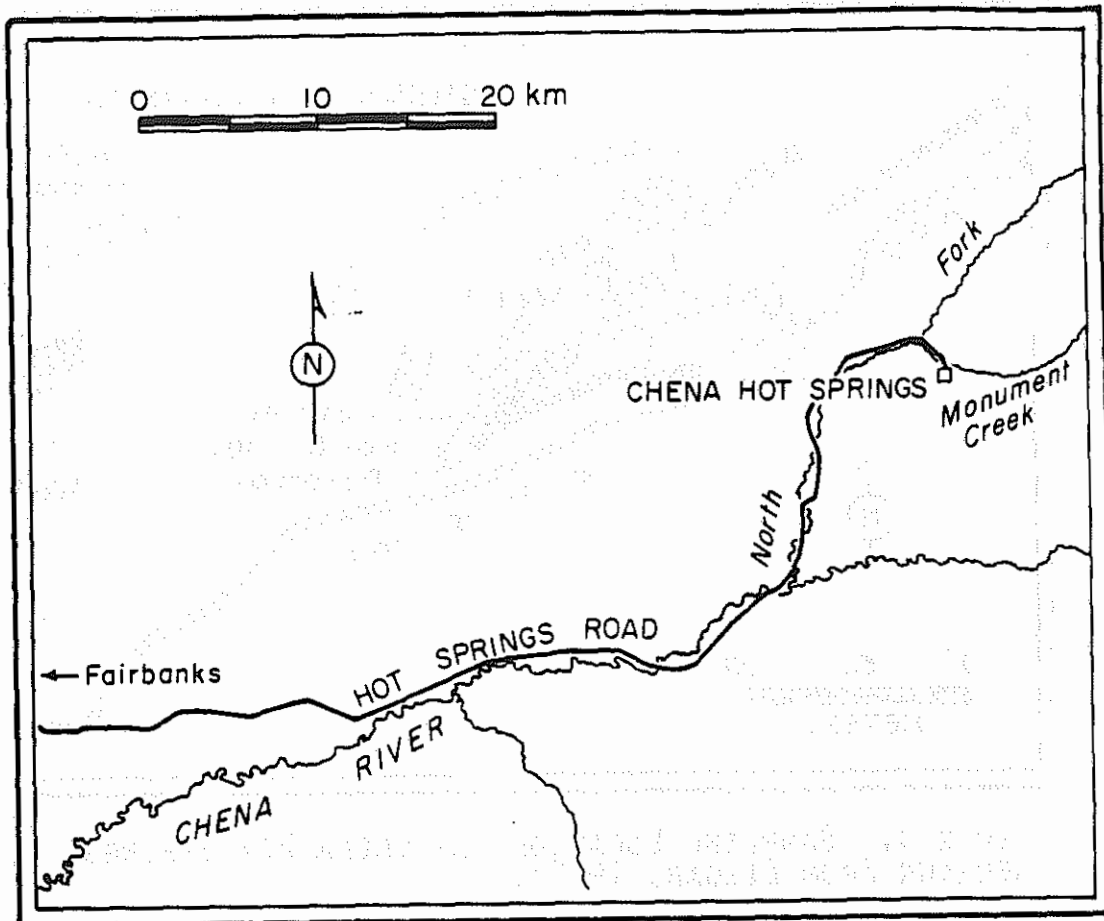 0 10 20 km
Fork
N
CHENA HOT SPRINGS
Monument
Creek
North
HOT SPRINGS ROAD
← Fairbanks
CHENA RIVER